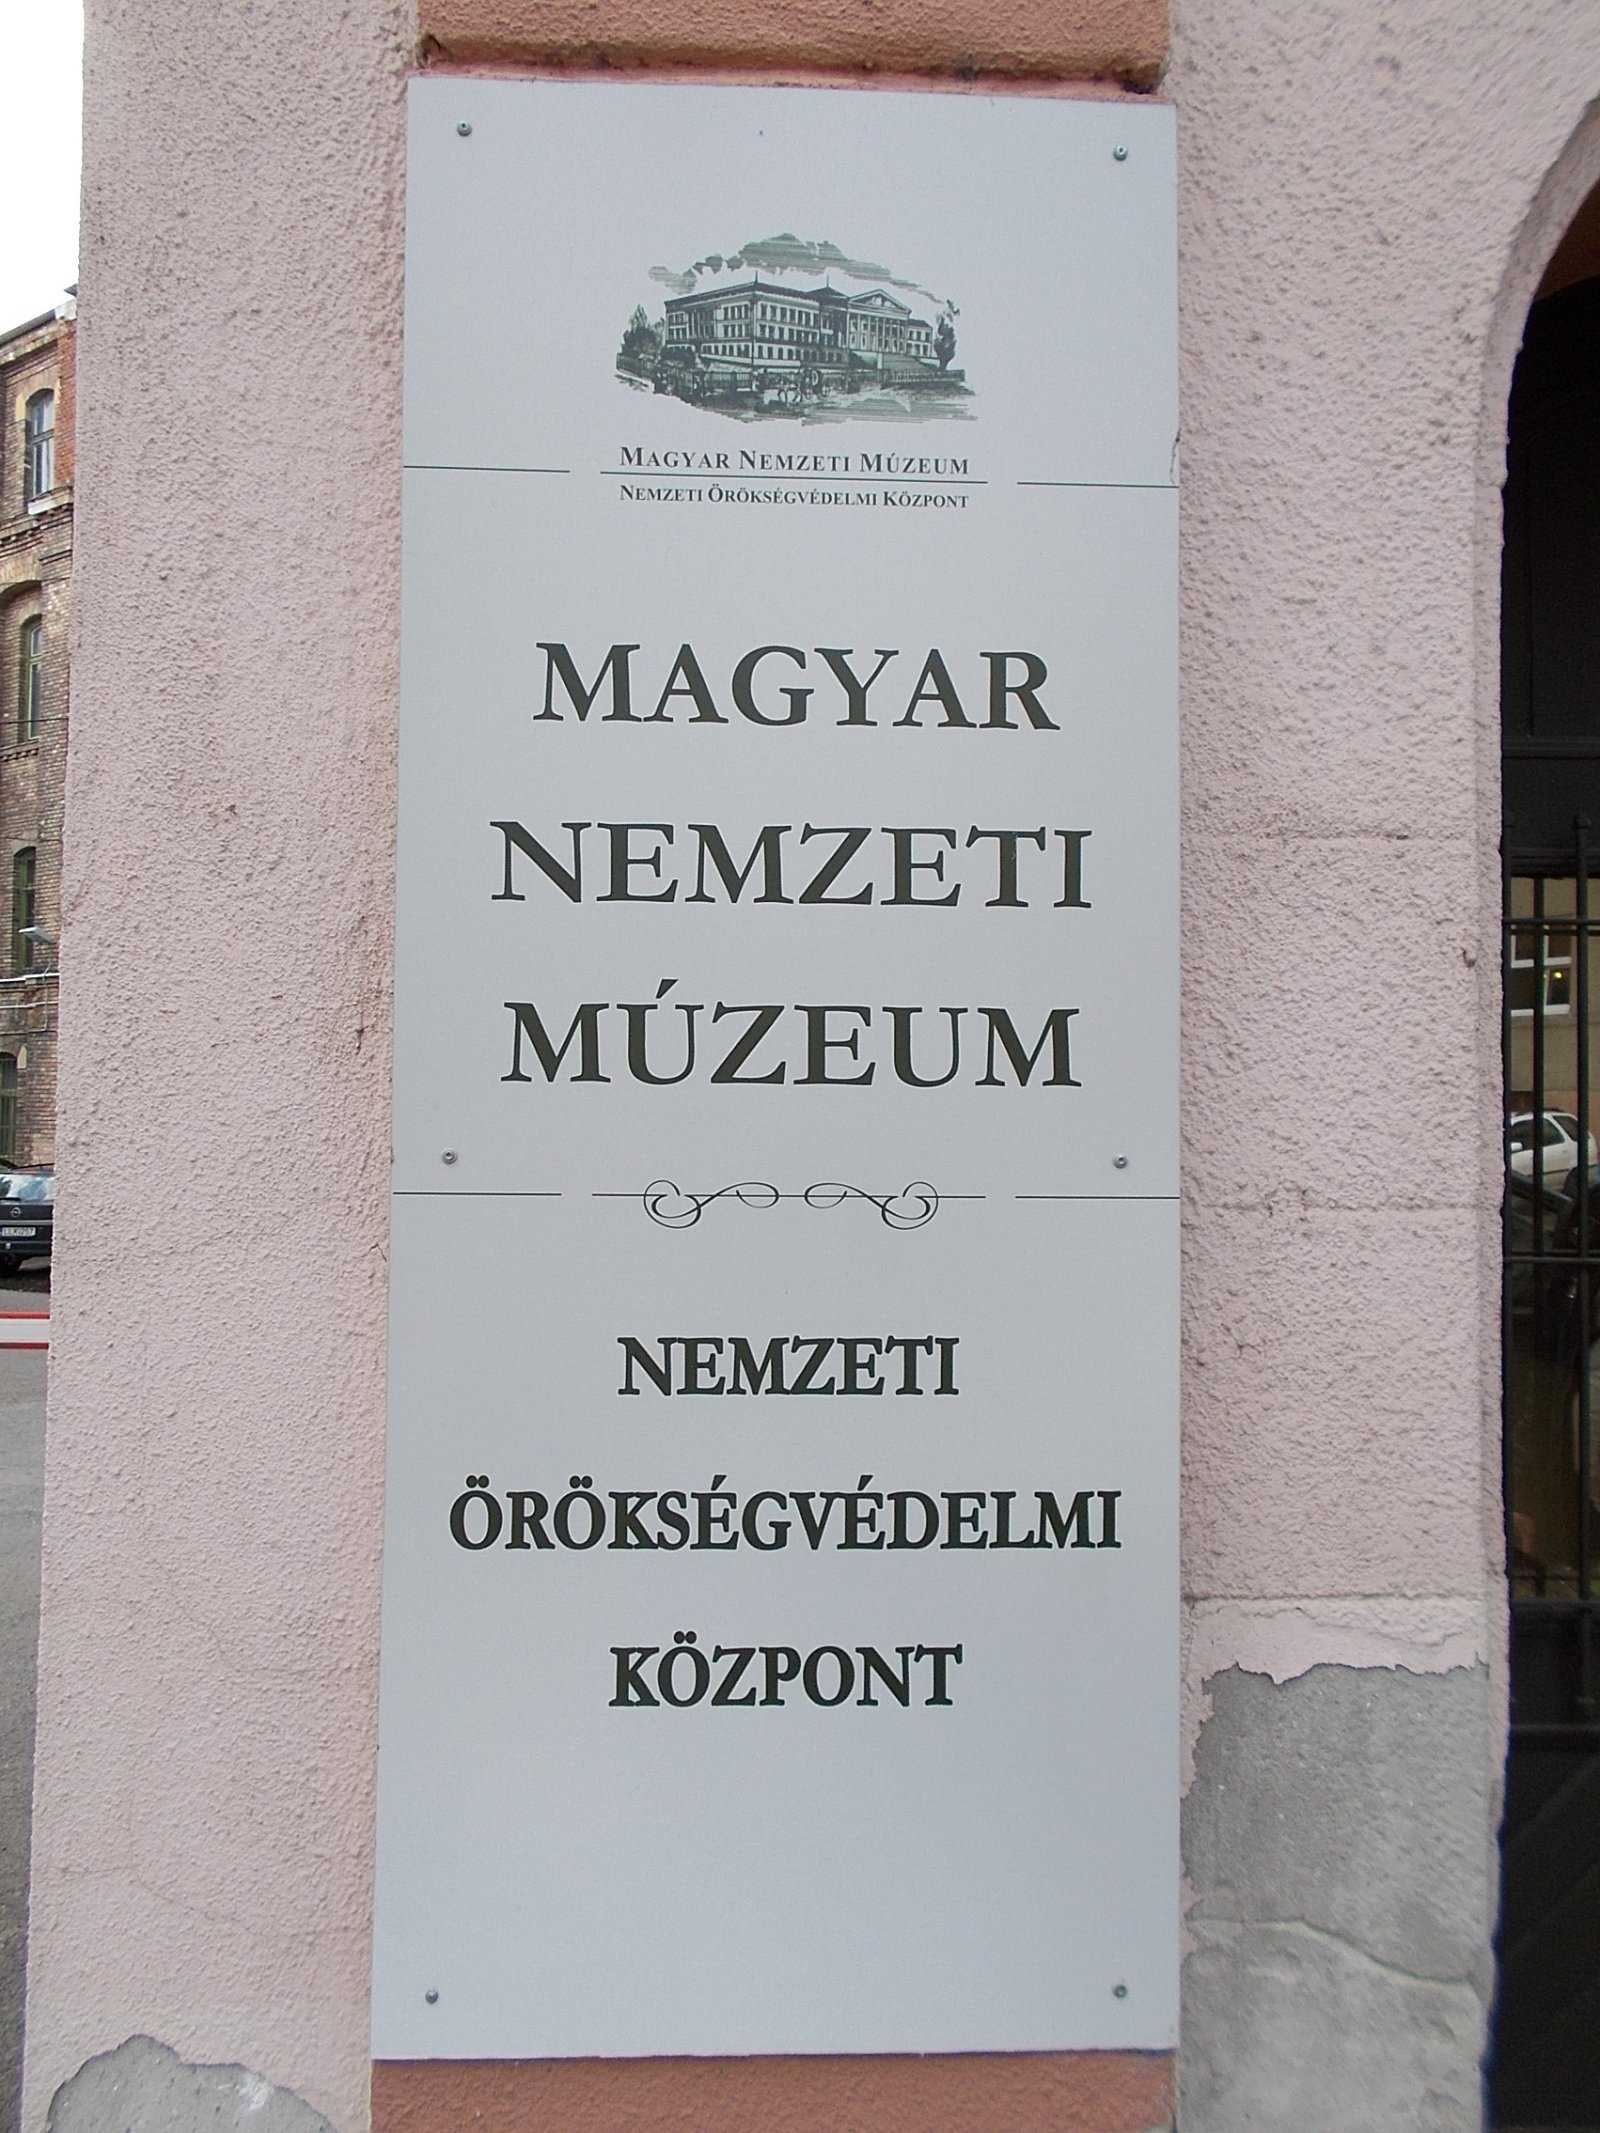 MAGYAR NEMZETI MÚZEUM
NEMZETI ÖRÖKSÉGVÉDELMI KÖZPONT
MAGYAR
NEMZETI
MÚZEUM
NEMZETI
ÖRÖKSÉGVÉDELMI
KÖZPONT